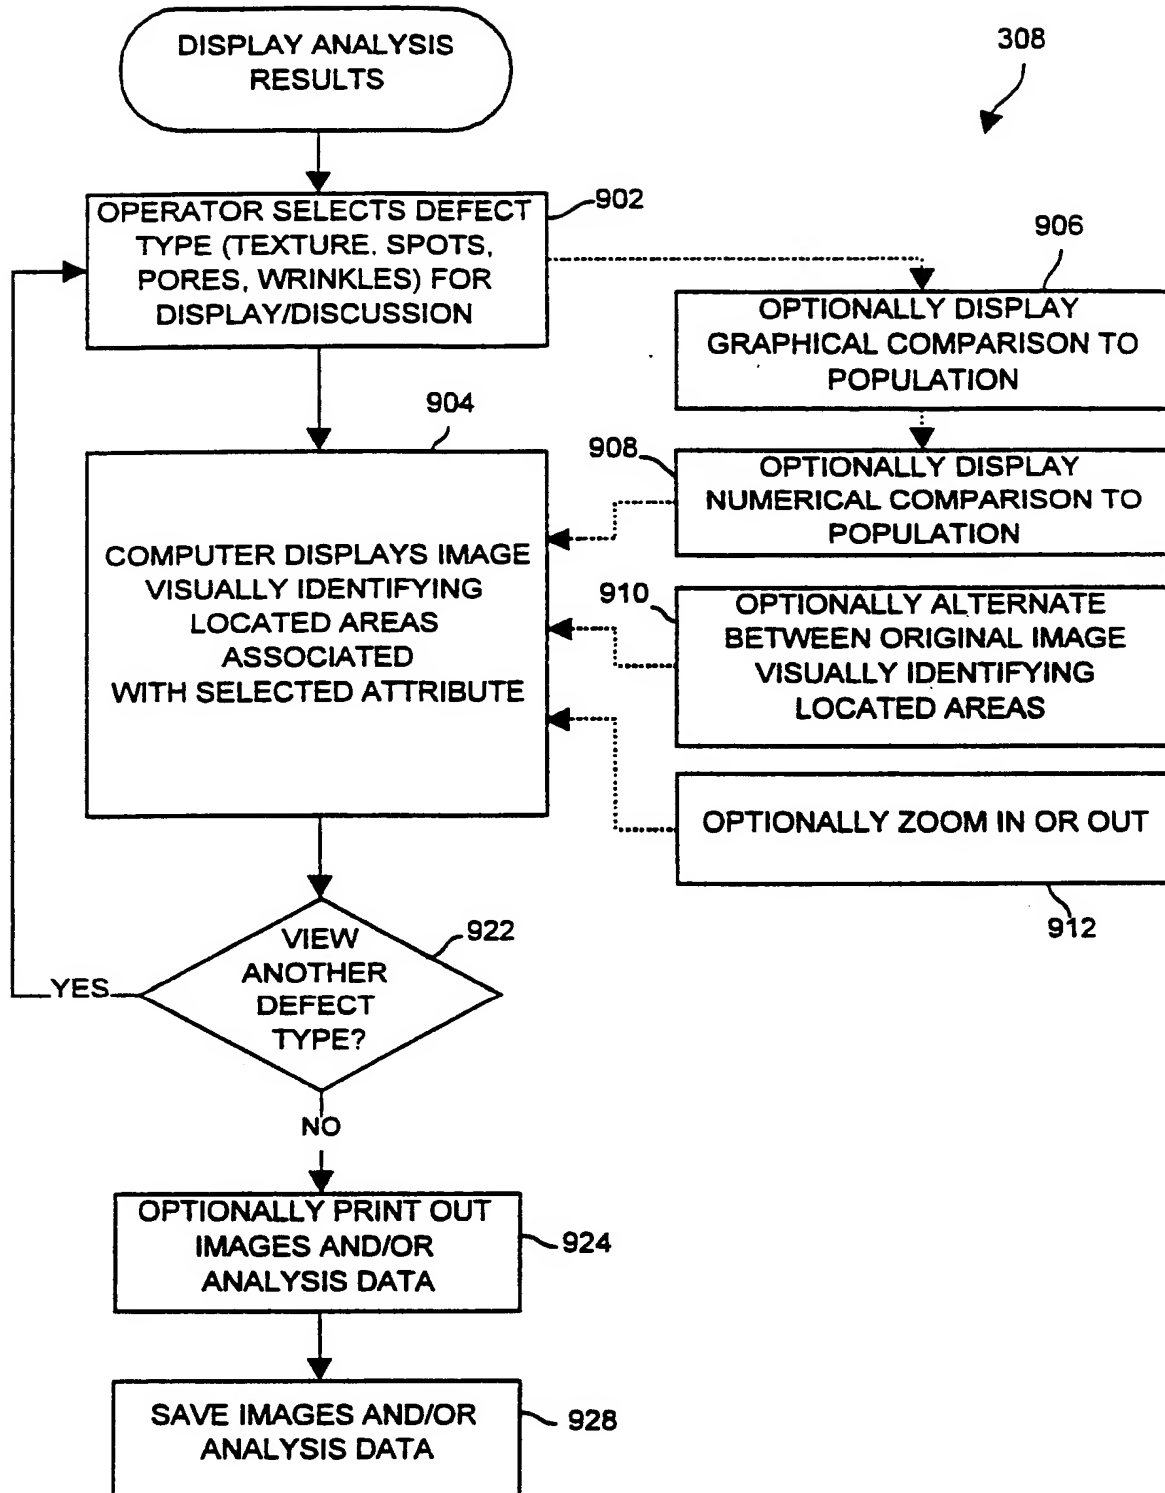 DISPLAY ANALYSIS
RESULTS
308
902
OPERATOR SELECTS DEFECT
TYPE (TEXTURE. SPOTS,
PORES, WRINKLES) FOR
DISPLAY/DISCUSSION
906
OPTIONALLY DISPLAY
GRAPHICAL COMPARISON TO
POPULATION
904
COMPUTER DISPLAYS IMAGE
VISUALLY IDENTIFYING
LOCATED AREAS
ASSOCIATED
WITH SELECTED ATTRIBUTE
908
OPTIONALLY DISPLAY
NUMERICAL COMPARISON TO
POPULATION
910
OPTIONALLY ALTERNATE
BETWEEN ORIGINAL IMAGE
VISUALLY IDENTIFYING
LOCATED AREAS
OPTIONALLY ZOOM IN OR OUT
912
922
VIEW
ANOTHER
DEFECT
TYPE?
YES
NO
OPTIONALLY PRINT OUT
IMAGES AND/OR
ANALYSIS DATA
924
SAVE IMAGES AND/OR
ANALYSIS DATA
928